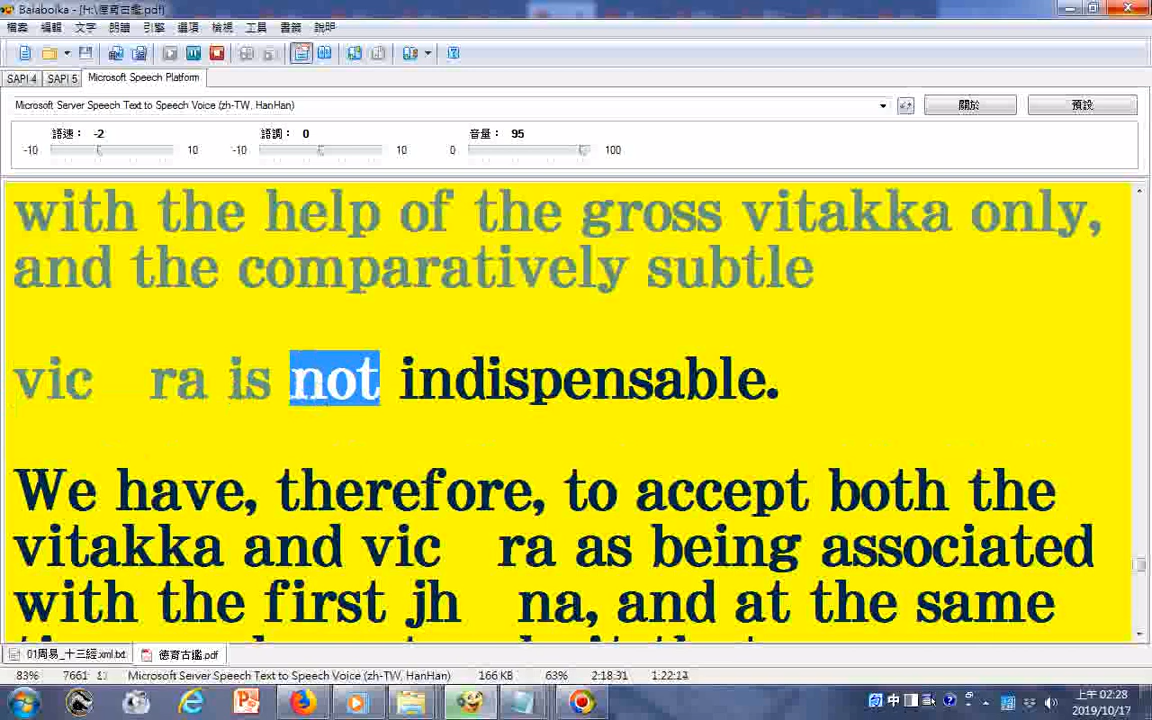 Balabolka - [H:\德育古鑑.pdf]
檔案 編輯 文字 朗讀 引擎 選項 檢視 工具 書籤 說明
SAPI 4 SAPI 5 Microsoft Speech Platform
Microsoft Server Speech Text to Speech Voice (zh-TW, HanHan) 關於 預設
語速： -2 語調： 0 音量： 95
-10 10 -10 10 0 100
with the help of the gross vitakka only,
and the comparatively subtle
vic ra is not indispensable.
We have, therefore, to accept both the
vitakka and vic ra as being associated
with the first jh na, and at the same
01周易_十三經.xml.txt 德育古鑑.pdf
83% 7661 Microsoft Server Speech Text to Speech Voice (zh-TW, HanHan) 166 KB 63% 2:18:31
中 上午 02:28
2019/10/17